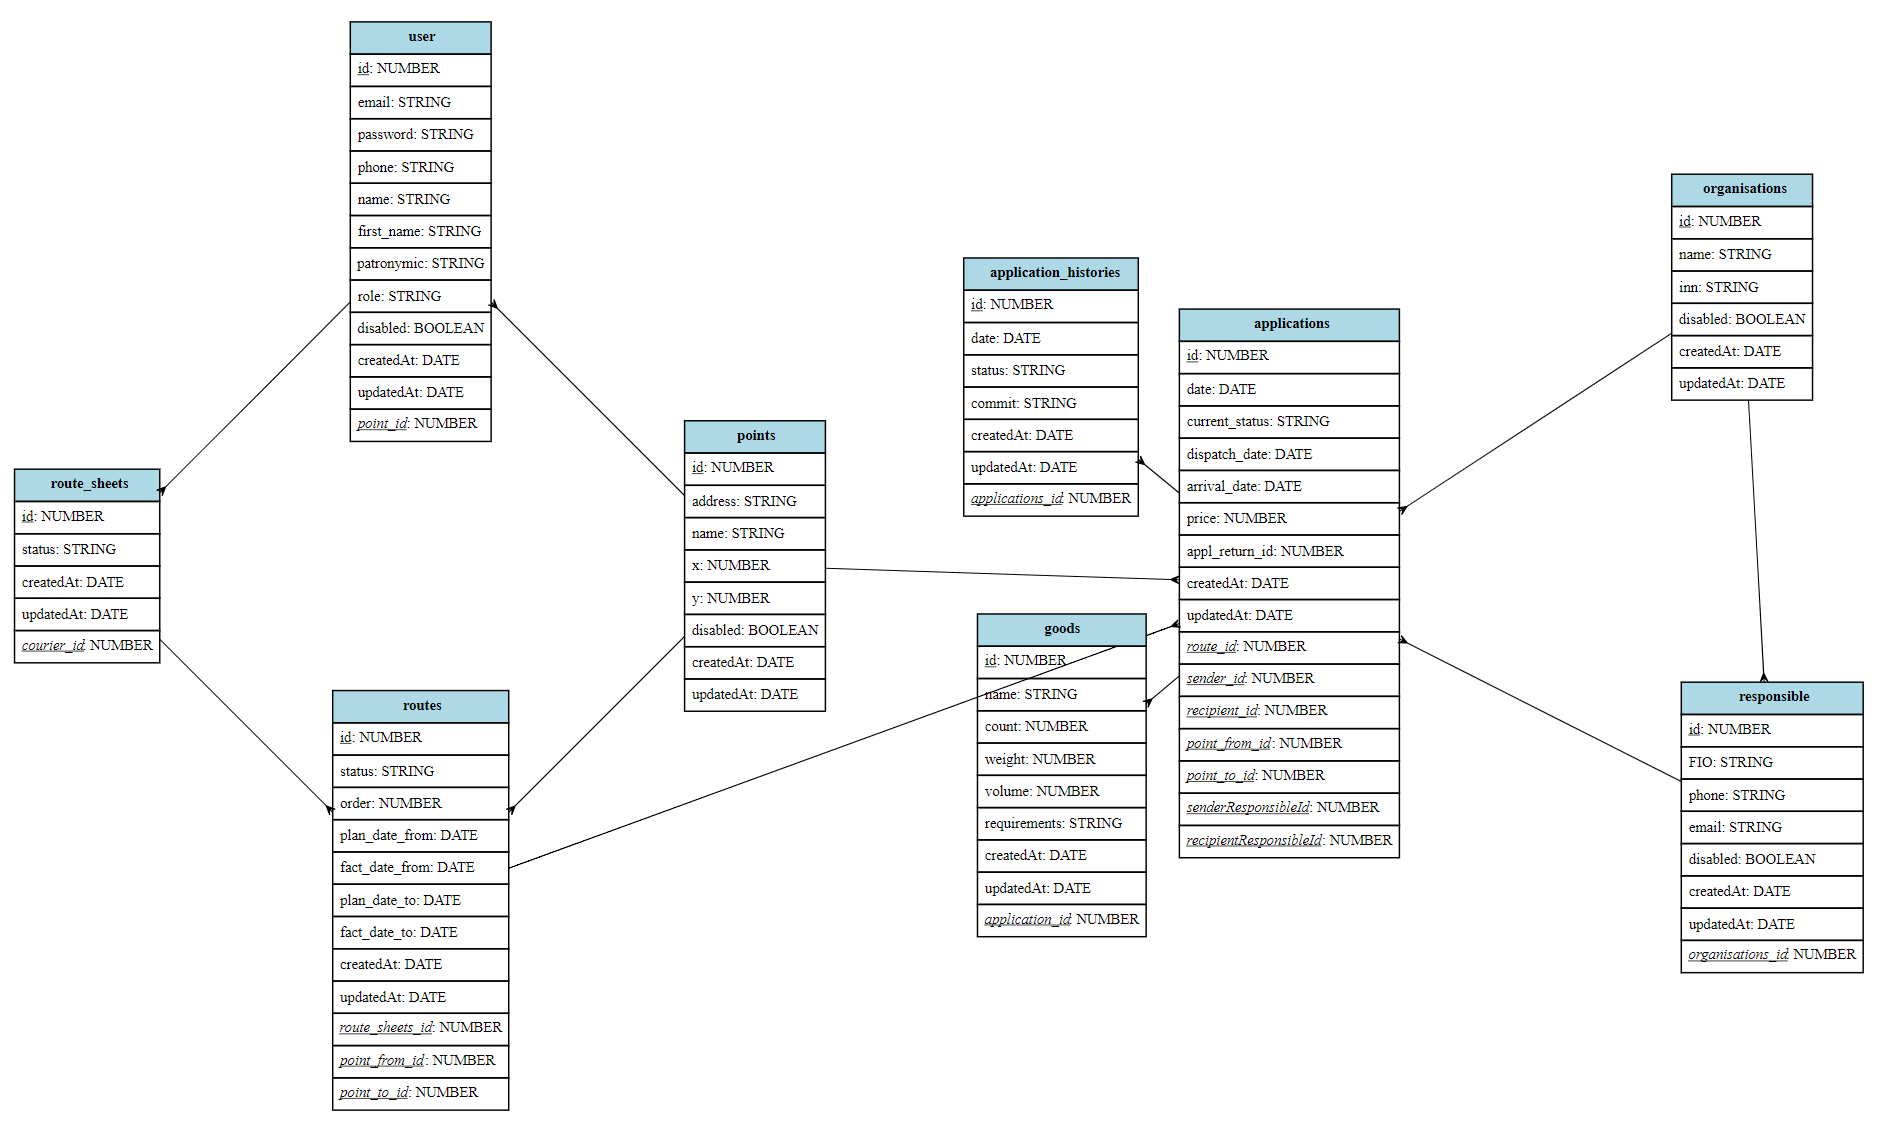 user
id: NUMBER
email: STRING
password: STRING
phone: STRING
name: STRING
first_name: STRING
patronymic: STRING
role: STRING
disabled: BOOLEAN
createdAt: DATE
updatedAt: DATE
point_id: NUMBER
route_sheets
id: NUMBER
status: STRING
createdAt: DATE
updatedAt: DATE
courier_id: NUMBER
routes
id: NUMBER
status: STRING
order: NUMBER
plan_date_from: DATE
fact_date_from: DATE
plan_date_to: DATE
fact_date_to: DATE
createdAt: DATE
updatedAt: DATE
route_sheets_id: NUMBER
point_from_id: NUMBER
point_to_id: NUMBER
points
id: NUMBER
address: STRING
name: STRING
x: NUMBER
y: NUMBER
disabled: BOOLEAN
createdAt: DATE
updatedAt: DATE
application_histories
id: NUMBER
date: DATE
status: STRING
commit: STRING
createdAt: DATE
updatedAt: DATE
applications_id: NUMBER
goods
id: NUMBER
name: STRING
count: NUMBER
weight: NUMBER
volume: NUMBER
requirements: STRING
createdAt: DATE
updatedAt: DATE
application_id: NUMBER
applications
id: NUMBER
date: DATE
current_status: STRING
dispatch_date: DATE
arrival_date: DATE
price: NUMBER
appl_return_id: NUMBER
createdAt: DATE
updatedAt: DATE
route_id: NUMBER
sender_id: NUMBER
recipient_id: NUMBER
point_from_id: NUMBER
point_to_id: NUMBER
senderResponsibleId: NUMBER
recipientResponsibleId: NUMBER
organisations
id: NUMBER
name: STRING
inn: STRING
disabled: BOOLEAN
createdAt: DATE
updatedAt: DATE
responsible
id: NUMBER
FIO: STRING
phone: STRING
email: STRING
disabled: BOOLEAN
createdAt: DATE
updatedAt: DATE
organisations_id: NUMBER